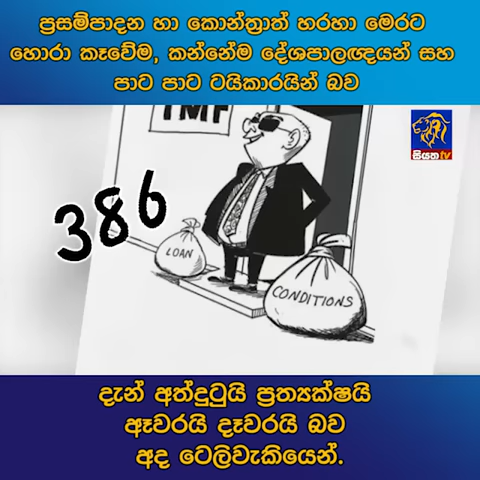 ප්‍රසම්පාදන හා කොන්ත්‍රාත් හරහා මෙරට
හොරා කෑවේම, කන්නේම දේශපාලඥයන් සහ
පාට පාට ටයිකාරයින් බව
සියත tv
IMF
386
LOAN
CONDITIONS
දැන් අත්දුටුයි ප්‍රත්‍යක්ෂයි
ඈවරයි දෑවරයි බව
අද ටෙලිවැකියෙන්.